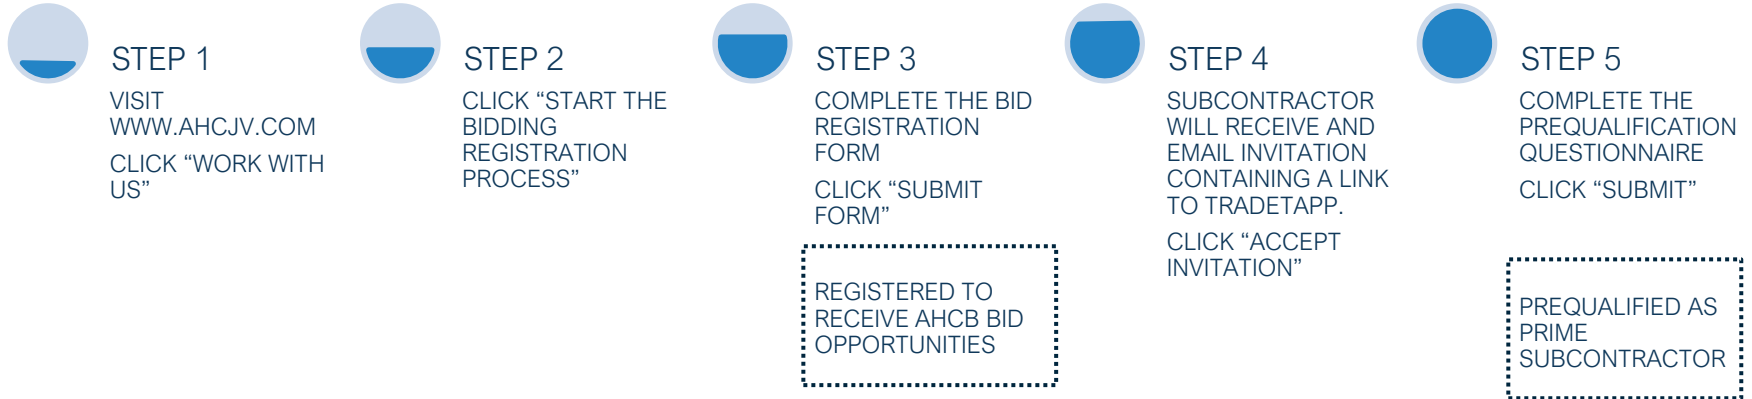 STEP 1
VISIT
WWW.AHCJV.COM
CLICK “WORK WITH
US”
STEP 2
CLICK “START THE
BIDDING
REGISTRATION
PROCESS”
STEP 3
COMPLETE THE BID
REGISTRATION
FORM
CLICK “SUBMIT
FORM”
REGISTERED TO
RECEIVE AHCB BID
OPPORTUNITIES
STEP 4
SUBCONTRACTOR
WILL RECEIVE AND
EMAIL INVITATION
CONTAINING A LINK
TO TRADETAPP.
CLICK “ACCEPT
INVITATION”
STEP 5
COMPLETE THE
PREQUALIFICATION
QUESTIONNAIRE
CLICK “SUBMIT”
PREQUALIFIED AS
PRIME
SUBCONTRACTOR